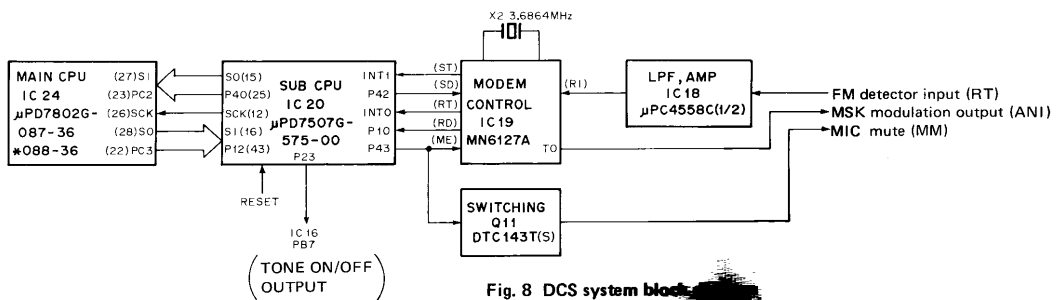 X2 3.6864MHz
MAIN CPU
IC 24
μPD7802G-
087-36
*088-36
(27)SI
(23)PC2
(26)SCK
(28)SO
(22)PC3
SO(15)
P40(25)
SCK(12)
SI(16)
P12(43)
P23
SUB CPU
IC 20
μPD7507G-
575-00
INT1
P42
INT0
P10
P43
(ST)
(SD)
(RT)
(RD)
(ME)
MODEM
CONTROL
IC19
MN6127A
TO
(RI)
LPF, AMP
IC 18
μPC4558C(1/2)
FM detector input (RT)
MSK modulation output (ANI)
MIC mute (MM)
RESET
IC 16
PB7
(TONE ON/OFF
OUTPUT)
SWITCHING
Q11
DTC143T(S)
Fig. 8 DCS system block